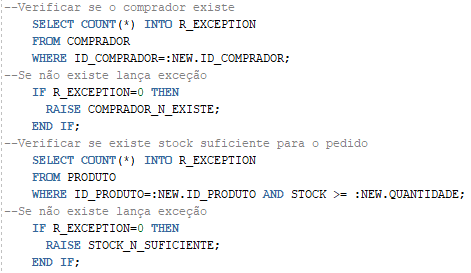 --Verificar se o comprador existe
SELECT COUNT(*) INTO R_EXCEPTION
FROM COMPRADOR
WHERE ID_COMPRADOR=:NEW.ID_COMPRADOR;
--Se não existe lança exceção
IF R_EXCEPTION=0 THEN
RAISE COMPRADOR_N_EXISTE;
END IF;
--Verificar se existe stock suficiente para o pedido
SELECT COUNT(*) INTO R_EXCEPTION
FROM PRODUTO
WHERE ID_PRODUTO=:NEW.ID_PRODUTO AND STOCK >= :NEW.QUANTIDADE;
--Se não existe lança exceção
IF R_EXCEPTION=0 THEN
RAISE STOCK_N_SUFICIENTE;
END IF;